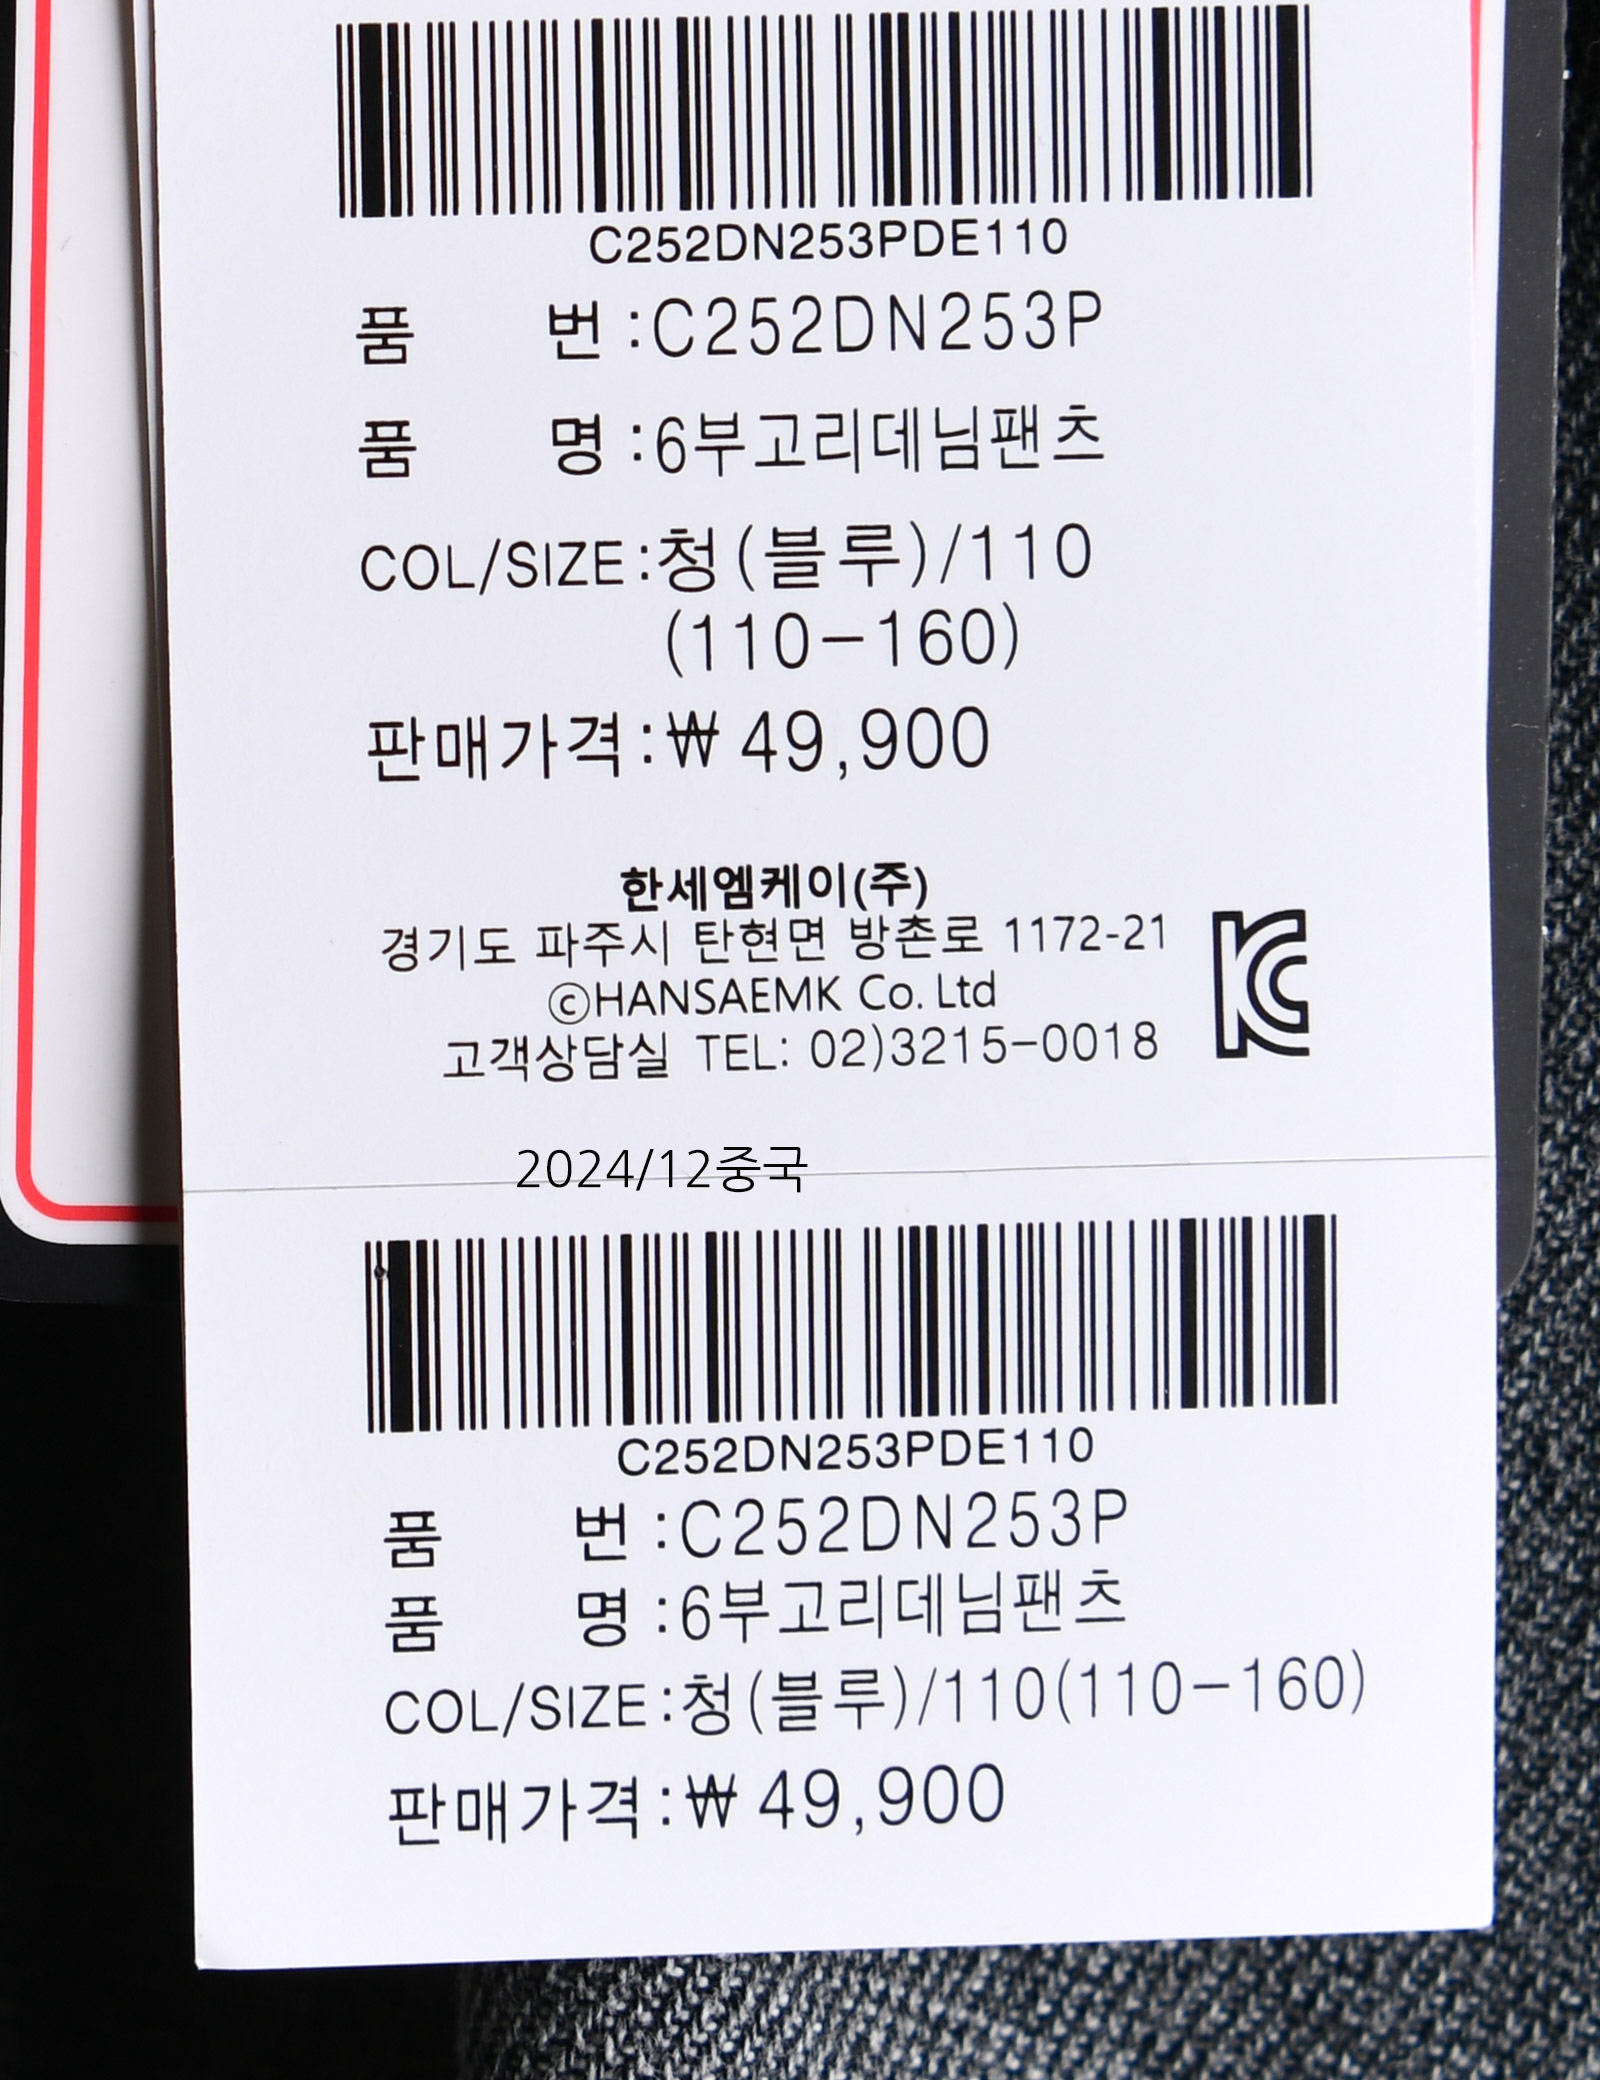 C252DN253PDE110
품 번 :C252DN253P
품 명 :6부고리데님팬츠
COL/SIZE:청(블루)/110
(110-160)
판매가격:₩ 49,900
한세엠케이(주)
경기도 파주시 탄현면 방촌로 1172-21
ⓒHANSAEMK Co. Ltd
고객상담실 TEL: 02)3215-0018
KC
2024/12중국
C252DN253PDE110
품 번 :C252DN253P
품 명 :6부고리데님팬츠
COL/SIZE:청(블루)/110(110-160)
판매가격:₩ 49,900